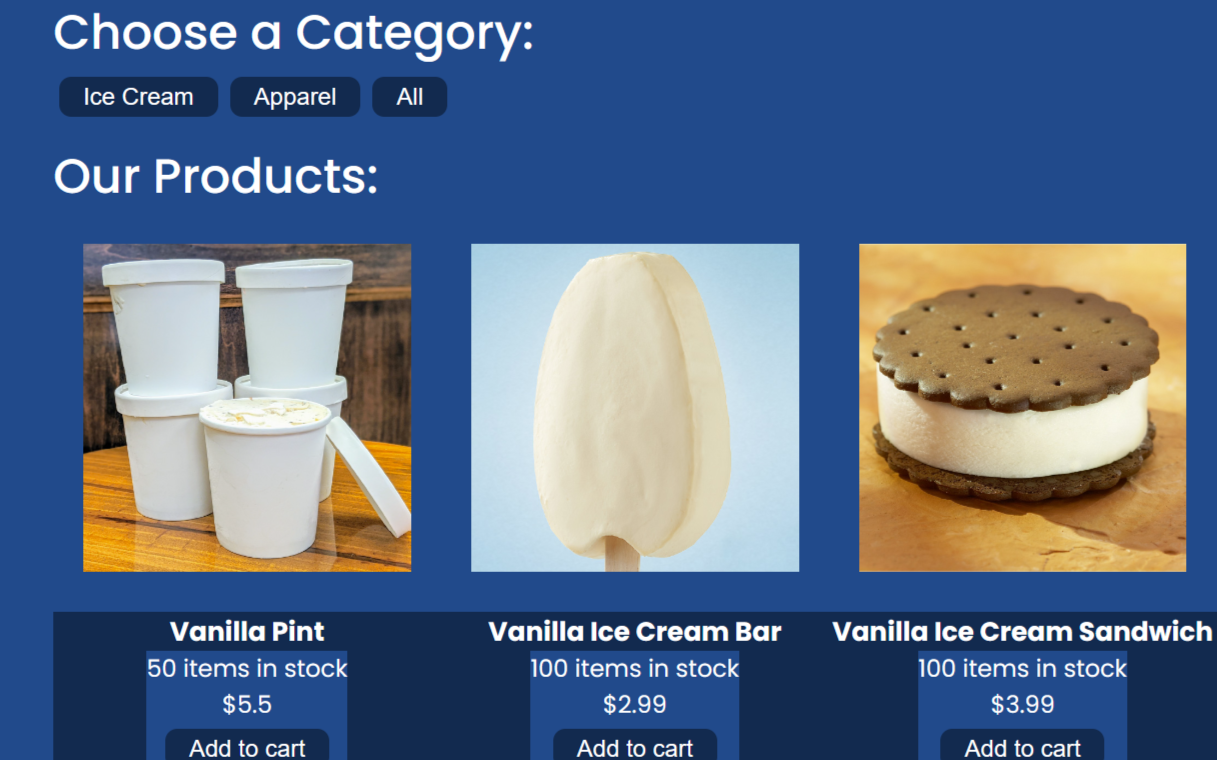 Choose a Category:
Ice Cream Apparel All
Our Products:
Vanilla Pint Vanilla Ice Cream Bar Vanilla Ice Cream Sandwich
50 items in stock 100 items in stock 100 items in stock
$5.5 $2.99 $3.99
Add to cart Add to cart Add to cart